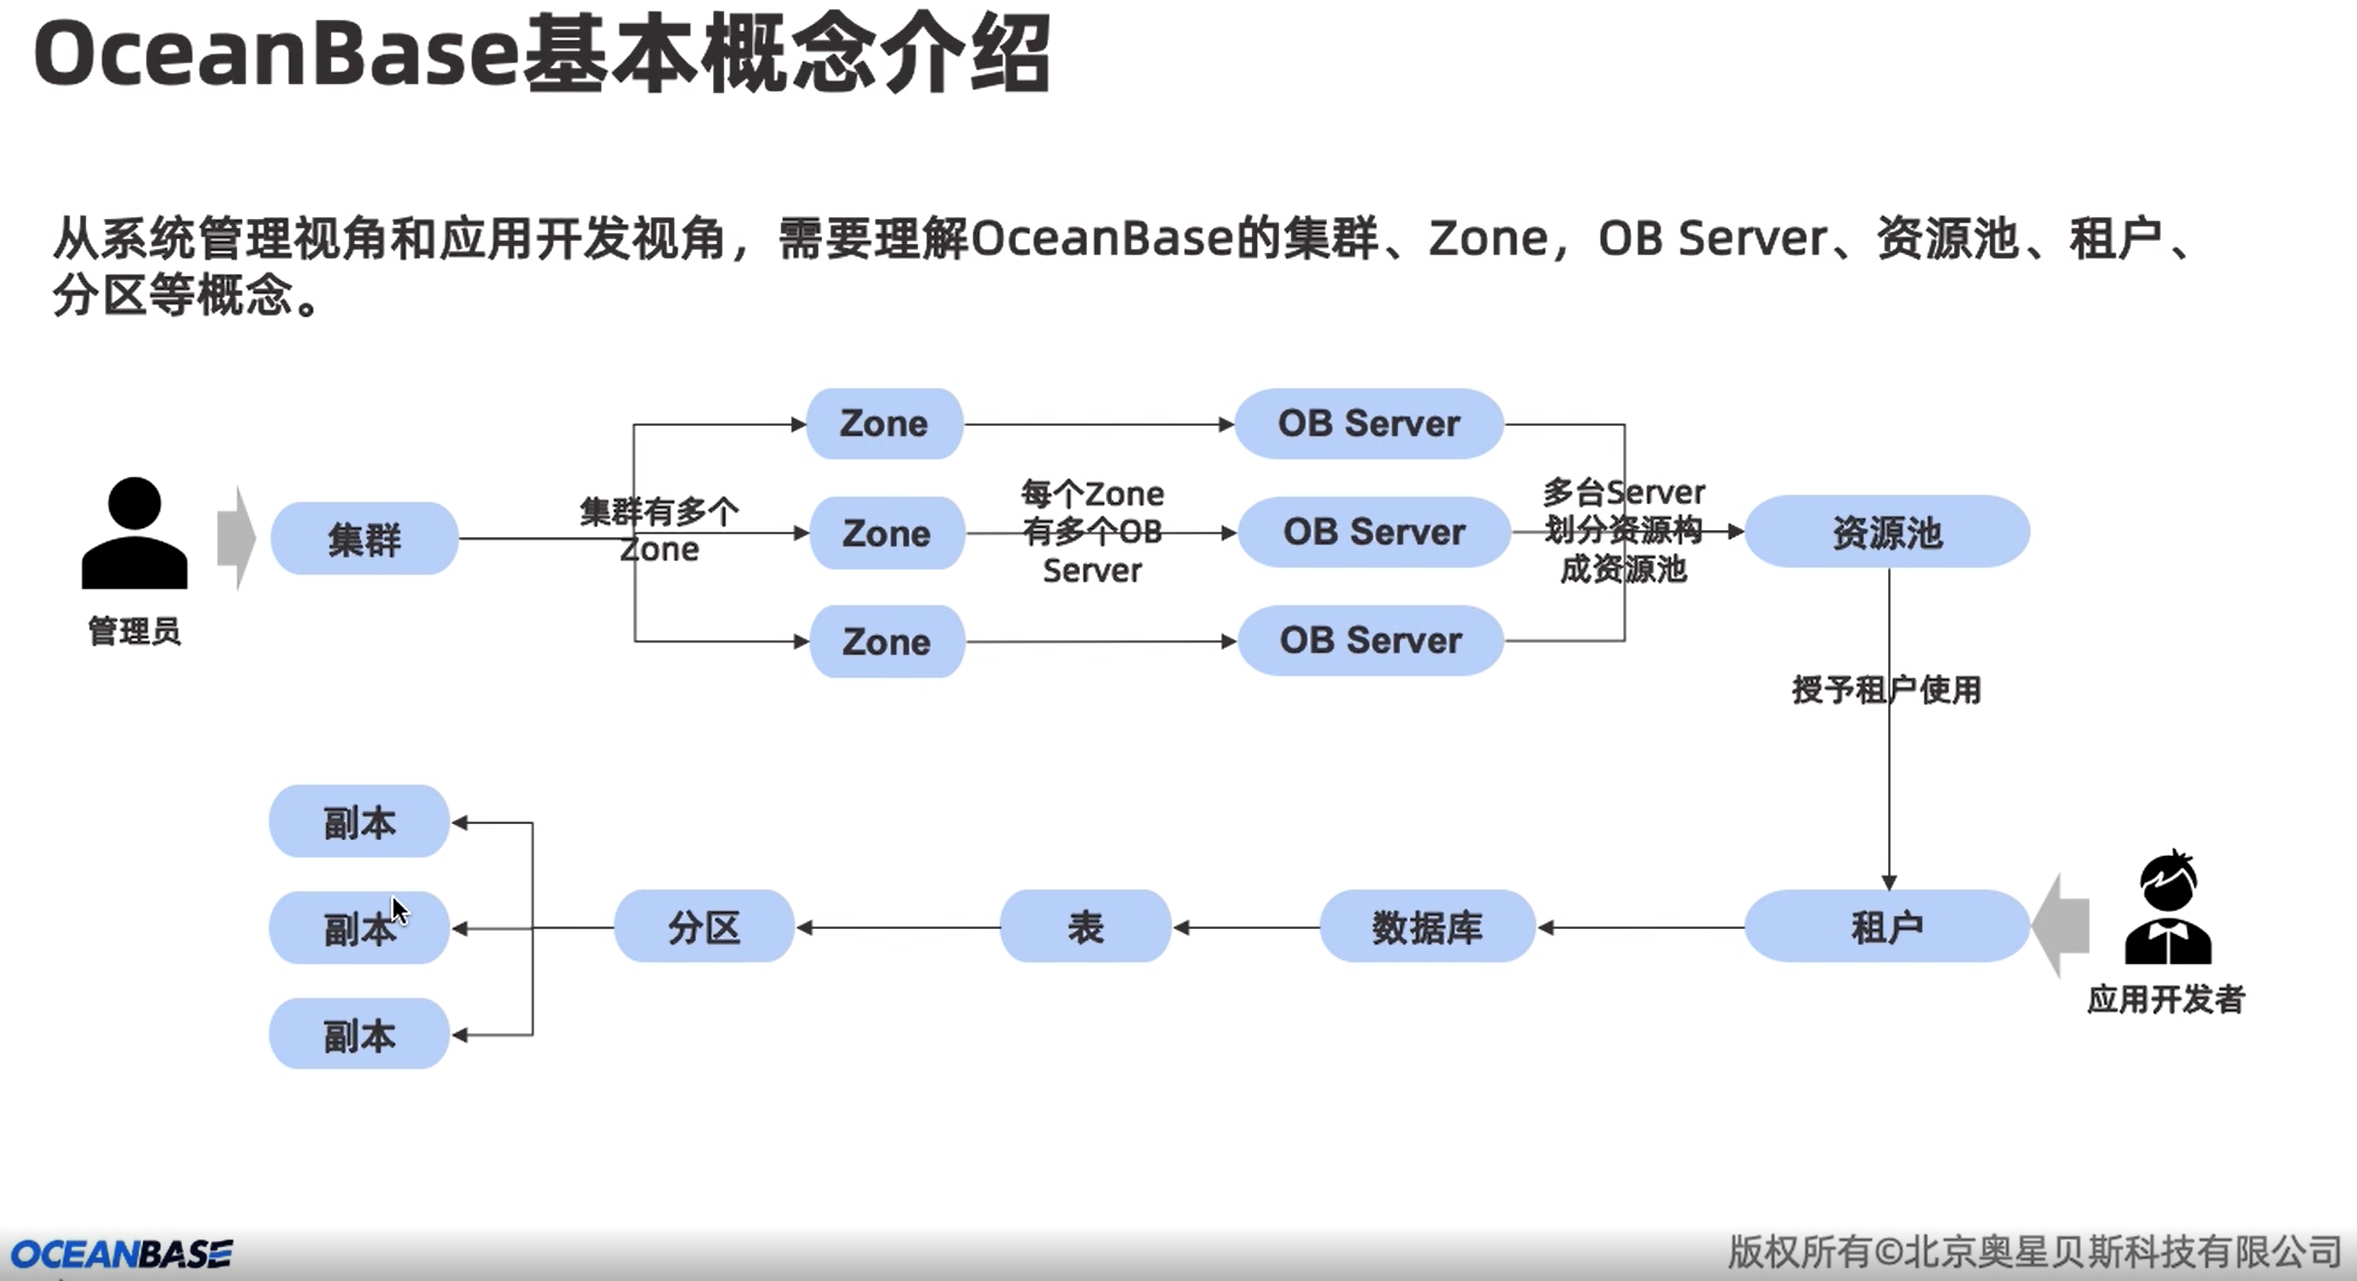 OceanBase基本概念介绍
从系统管理视角和应用开发视角，需要理解OceanBase的集群、Zone，OB Server、资源池、租户、
分区等概念。
管理员
集群
集群有多个
Zone
Zone
Zone
Zone
每个Zone
有多个OB
Server
OB Server
OB Server
OB Server
多台Server
划分资源构
成资源池
资源池
授予租户使用
副本
副本
副本
分区
表
数据库
租户
应用开发者
OCEANBASE
版权所有©北京奥星贝斯科技有限公司